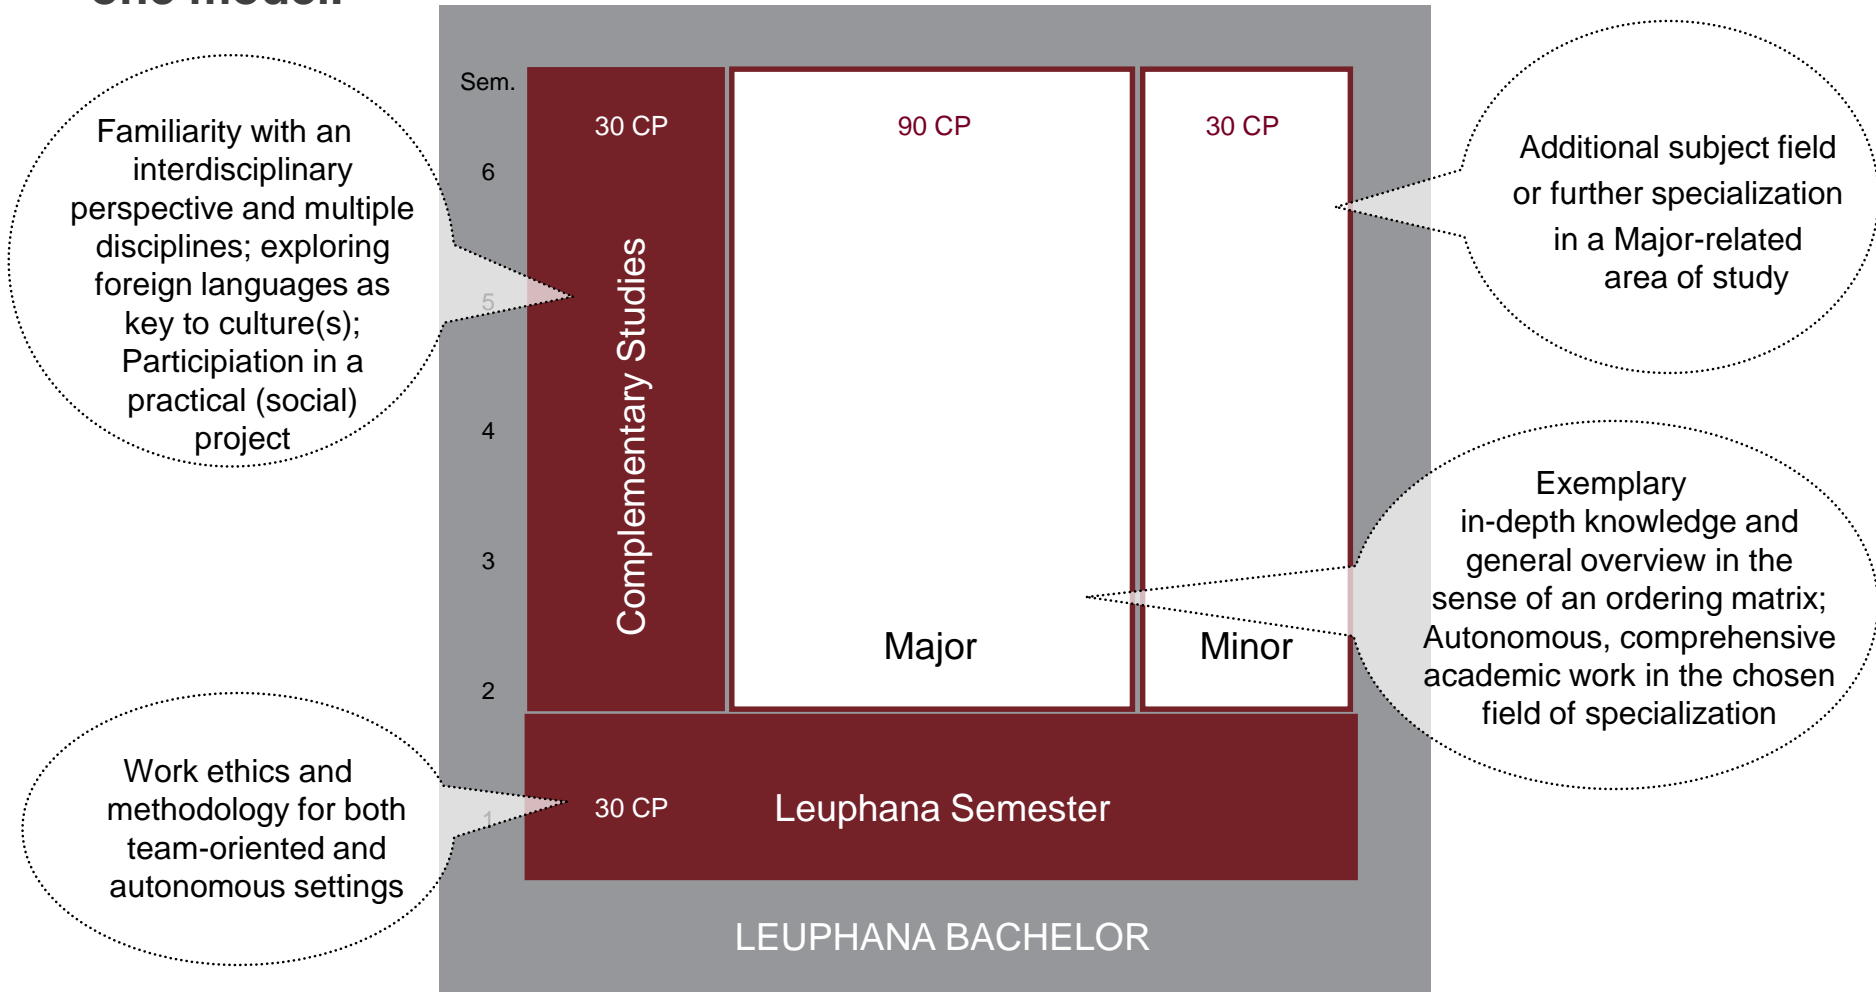 one model.
Sem.
30 CP
90 CP
30 CP
6
5
4
3
2
1
Complementary Studies
Major
Minor
30 CP
Leuphana Semester
LEUPHANA BACHELOR
Familiarity with an
interdisciplinary
perspective and multiple
disciplines; exploring
foreign languages as
key to culture(s);
Participiation in a
practical (social)
project
Work ethics and
methodology for both
team-oriented and
autonomous settings
Additional subject field
or further specialization
in a Major-related
area of study
Exemplary
in-depth knowledge and
general overview in the
sense of an ordering matrix;
Autonomous, comprehensive
academic work in the chosen
field of specialization